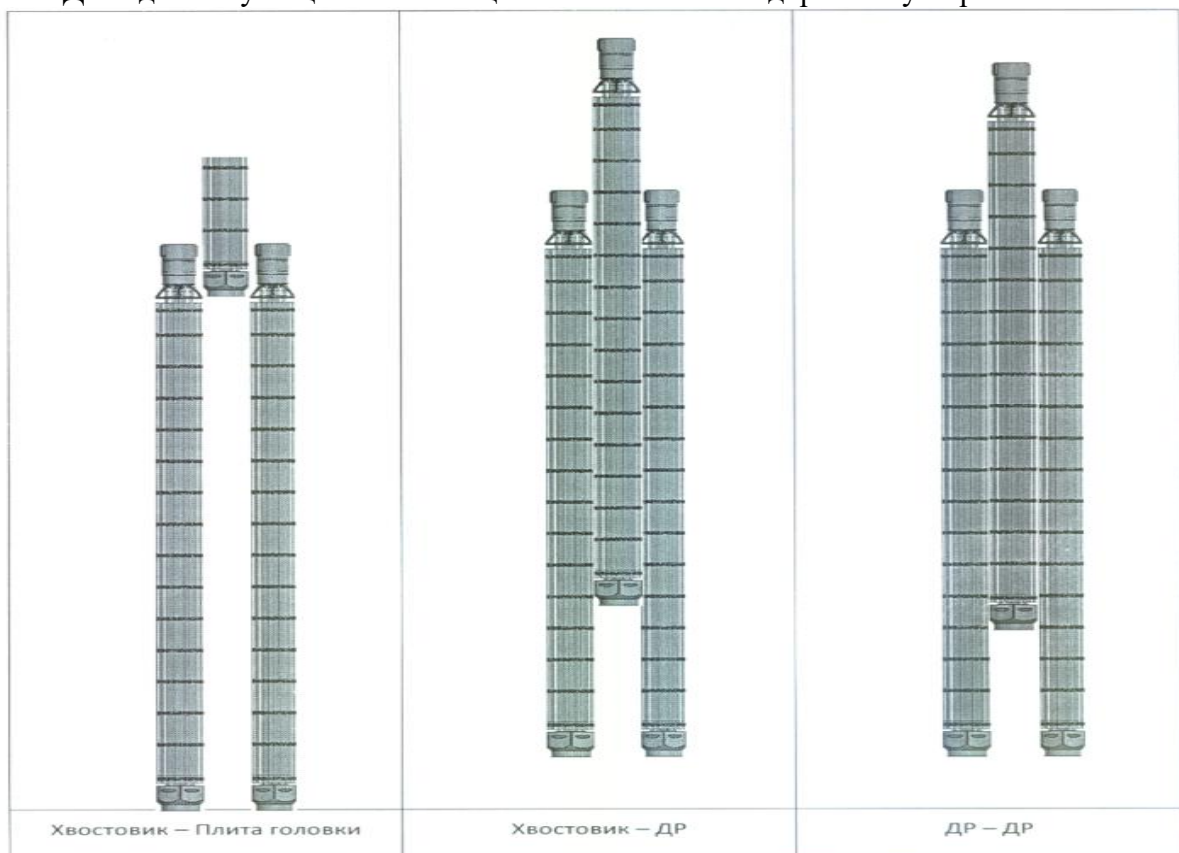 Хвостовик – Плита головки
Хвостовик – ДР
ДР – ДР